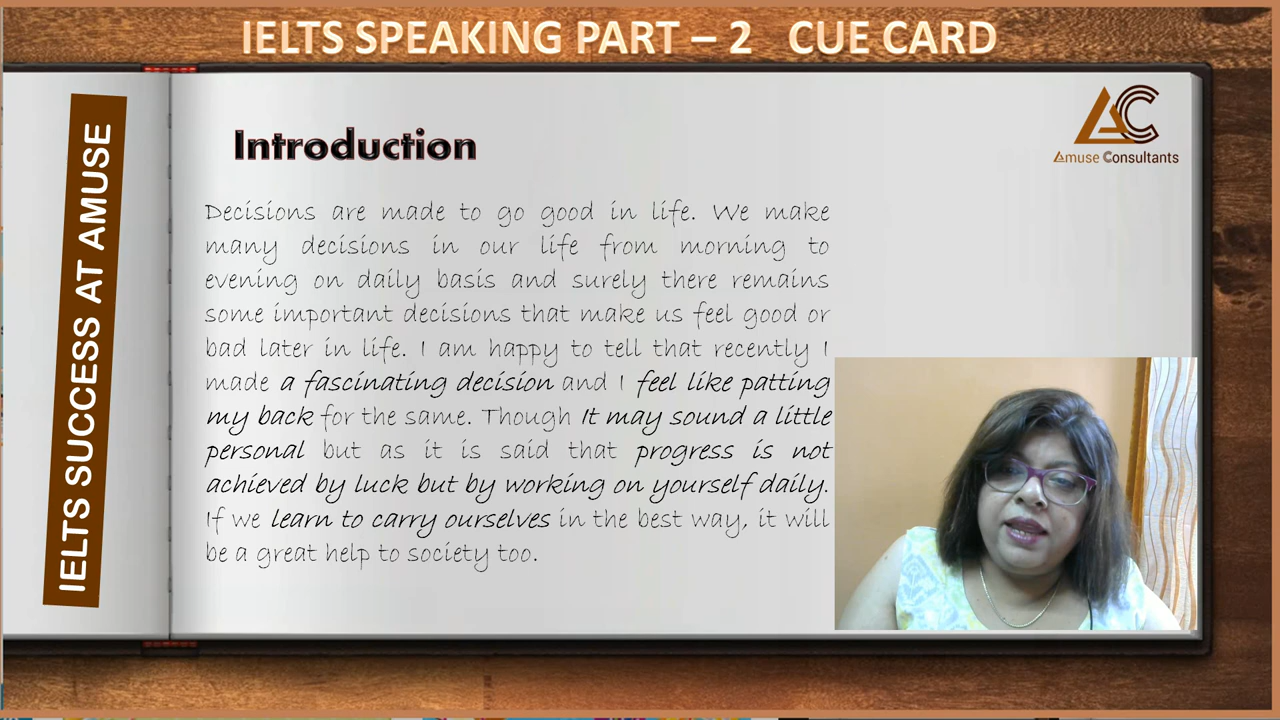 IELTS SPEAKING PART – 2 CUE CARD
IELTS SUCCESS AT AMUSE
Introduction
AC
Amuse Consultants
Decisions are made to go good in life. We make
many decisions in our life from morning to
evening on daily basis and surely there remains
some important decisions that make us feel good or
bad later in life. I am happy to tell that recently I
made a fascinating decision and I feel like patting
my back for the same. Though It may sound a little
personal but as it is said that progress is not
achieved by luck but by working on yourself daily.
If we learn to carry ourselves in the best way, it will
be a great help to society too.